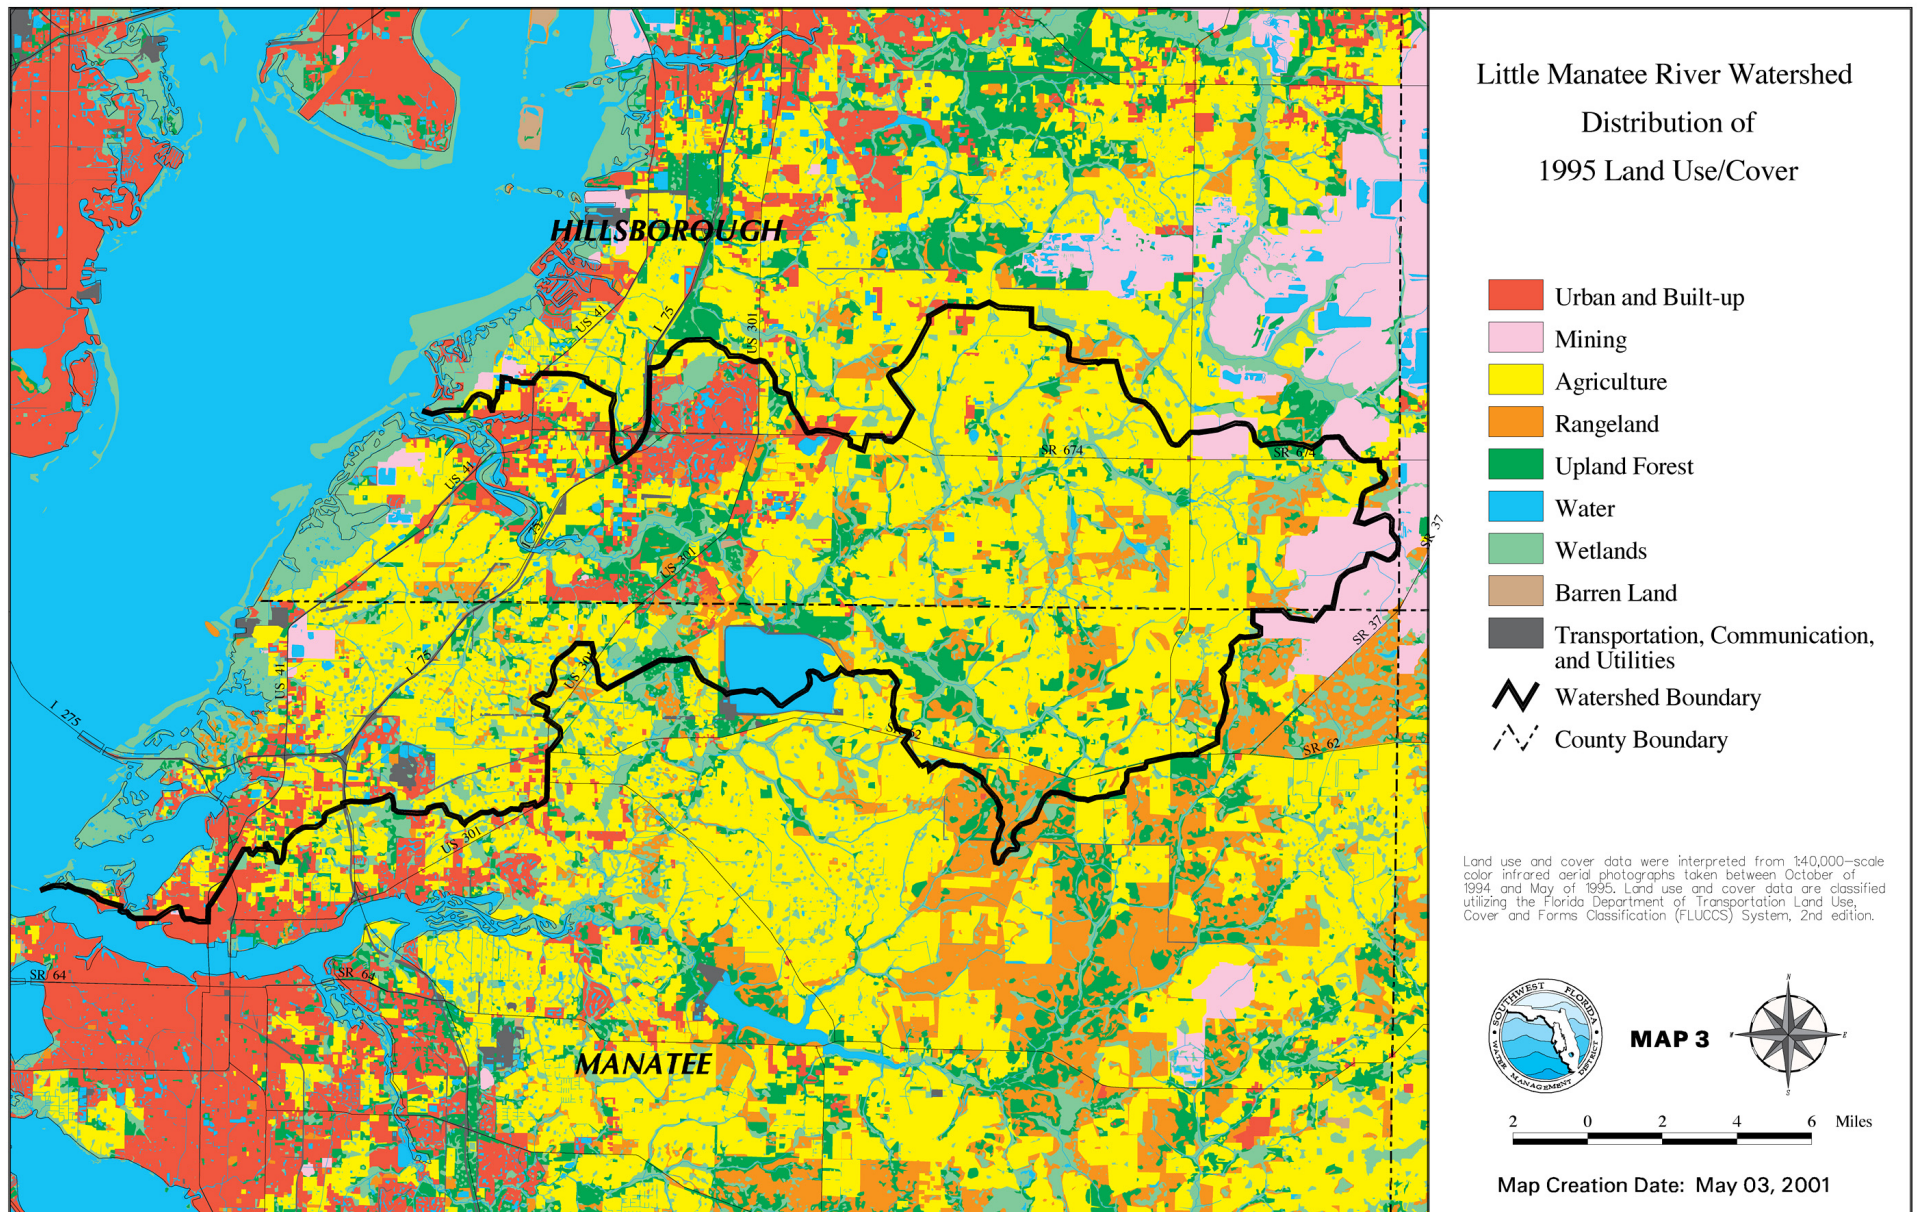 Little Manatee River Watershed
Distribution of
1995 Land Use/Cover
HILLSBOROUGH
US 41
I 75
US 301
SR 674
SR 674
US 41
I 75
US 301
SR 37
SR 37
US 41
I 75
US 301
I 275
SR 62
SR 62
US 301
SR 64
SR 64
MANATEE
Urban and Built-up
Mining
Agriculture
Rangeland
Upland Forest
Water
Wetlands
Barren Land
Transportation, Communication,
and Utilities
Watershed Boundary
County Boundary
Land use and cover data were interpreted from 1:40,000-scale
color infrared aerial photographs taken between October of
1994 and May of 1995. Land use and cover data are classified
utilizing the Florida Department of Transportation Land Use,
Cover and Forms Classification (FLUCCS) System, 2nd edition.
SOUTHWEST FLORIDA
WATER MANAGEMENT DISTRICT
MAP 3
N
W E
S
2 0 2 4 6 Miles
Map Creation Date: May 03, 2001